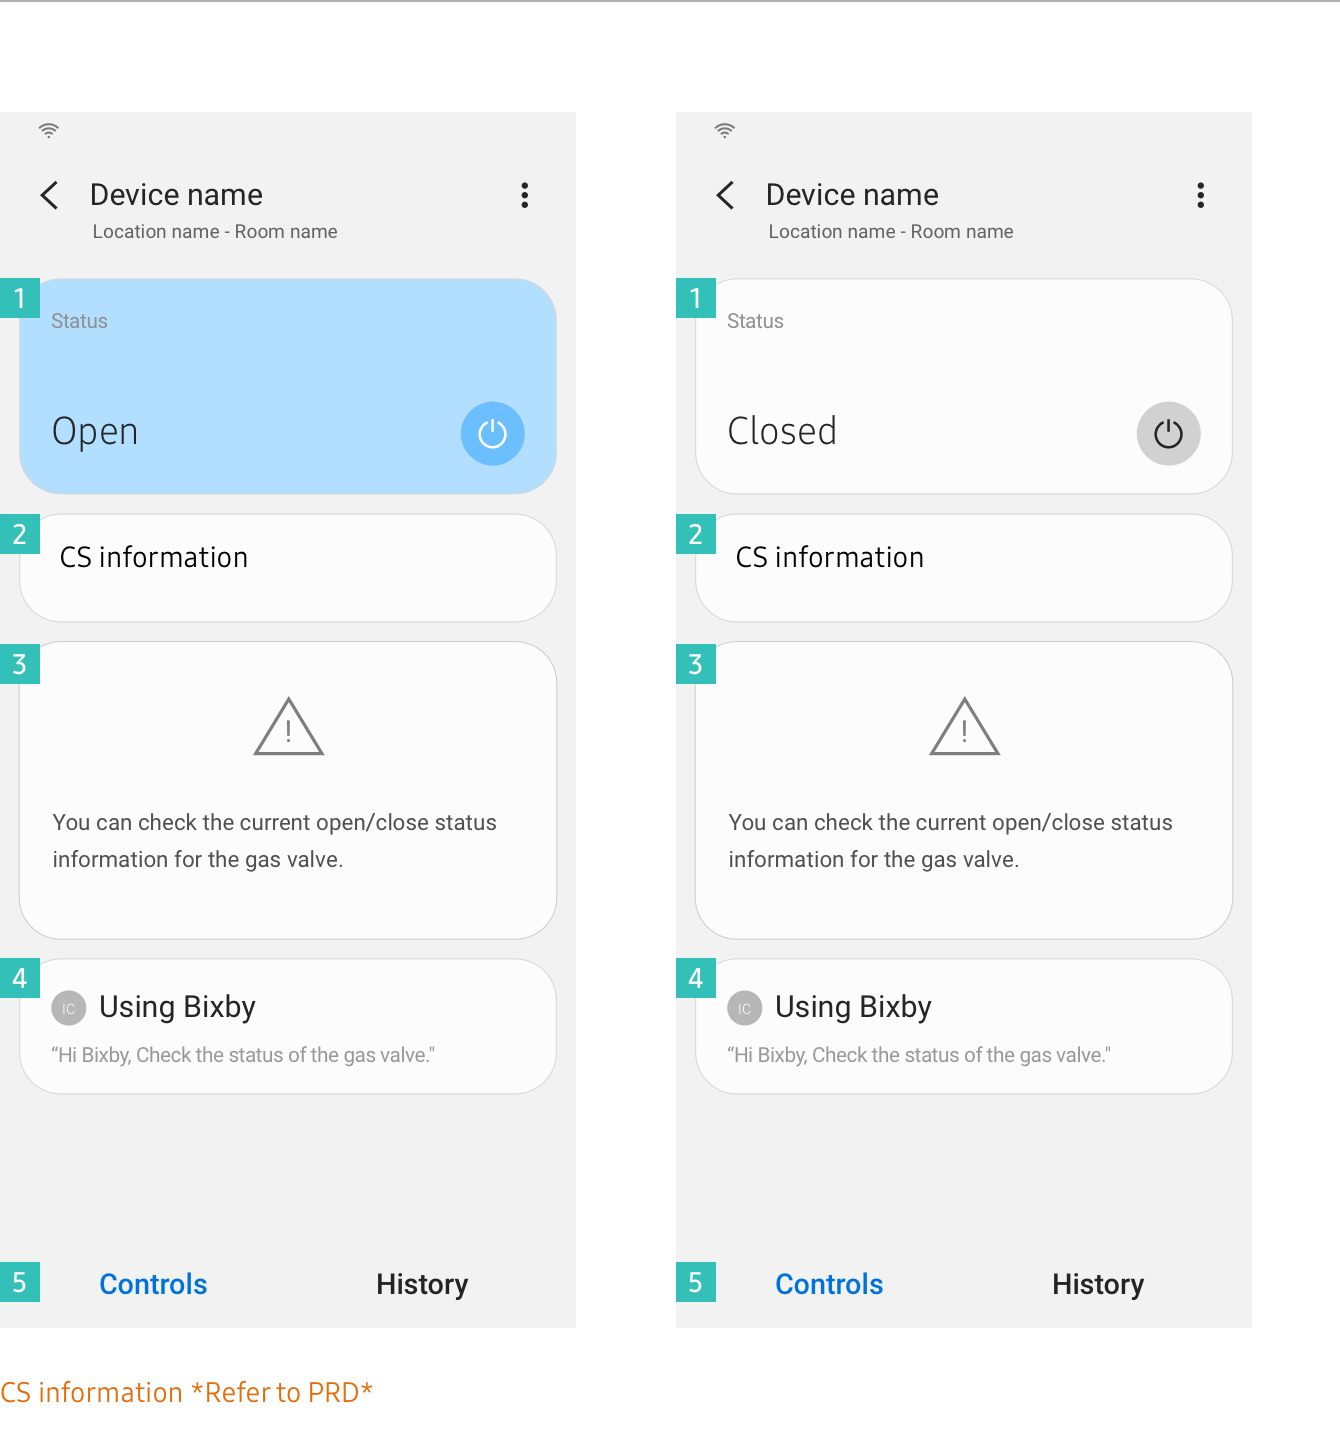 Device name
Location name - Room name
1
Status
Open
2
CS information
3
!
You can check the current open/close status
information for the gas valve.
4
IC Using Bixby
“Hi Bixby, Check the status of the gas valve."
5 Controls History
Device name
Location name - Room name
1
Status
Closed
2
CS information
3
!
You can check the current open/close status
information for the gas valve.
4
IC Using Bixby
“Hi Bixby, Check the status of the gas valve."
5 Controls History
CS information *Refer to PRD*